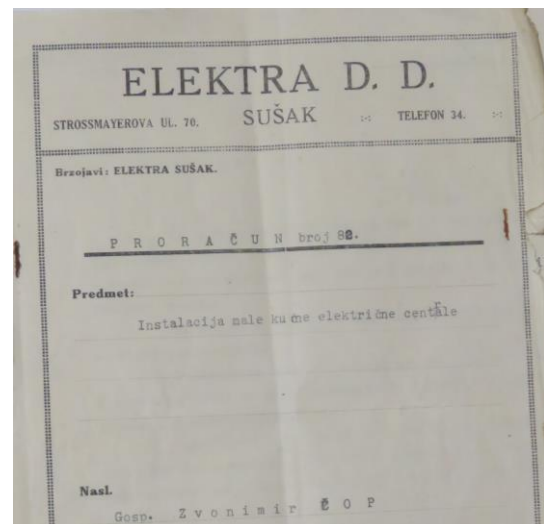 ELEKTRA D. D.
STROSSMAYEROVA UL. 70. SUŠAK TELEFON 34.
Brzojavi: ELEKTRA SUŠAK.
P R O R A Č U N broj 82.
Predmet:
Instalacija male kućne električne centrale
Nasl.
Gosp. Z v o n i m i r Č O P